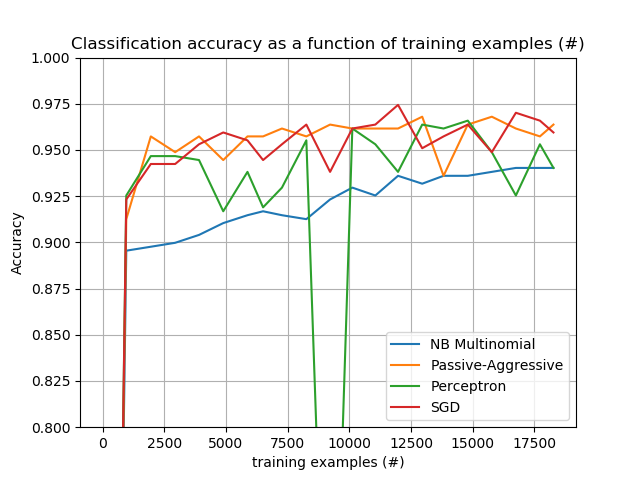 Classification accuracy as a function of training examples (#)
1.000
0.975
0.950
0.925
0.900
0.875
0.850
0.825
0.800
Accuracy
NB Multinomial
Passive-Aggressive
Perceptron
SGD
0 2500 5000 7500 10000 12500 15000 17500
training examples (#)